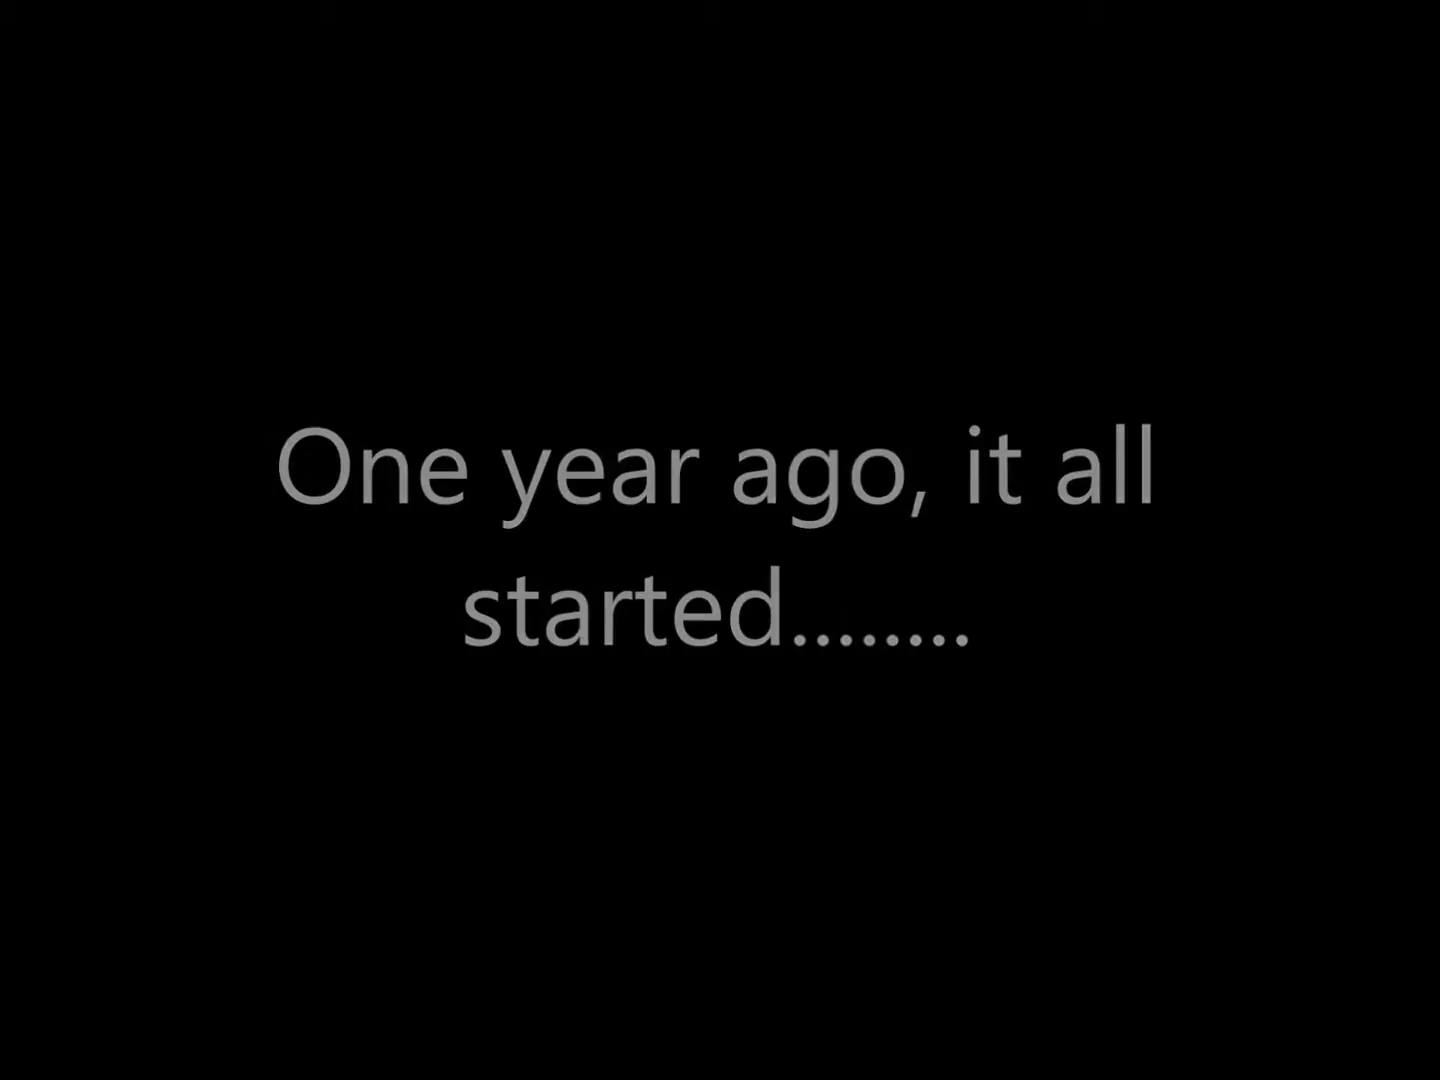 One year ago, it all
started........